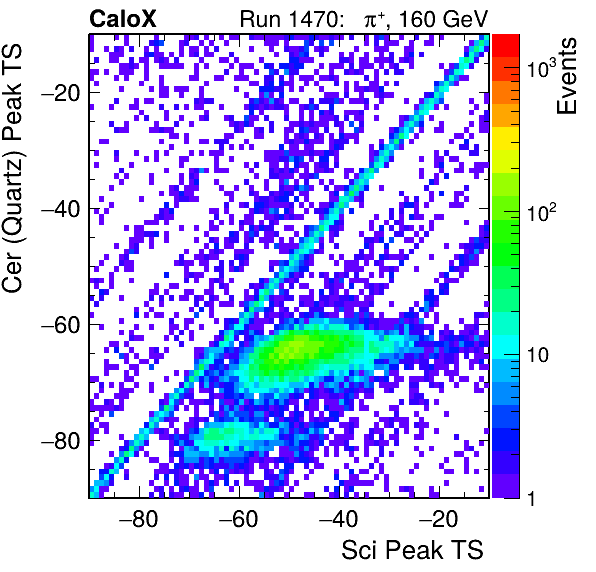 CaloX Run 1470: π⁺, 160 GeV
Cer (Quartz) Peak TS
−20
−40
−60
−80
−80 −60 −40 −20
Sci Peak TS
Events
10³
10²
10
1